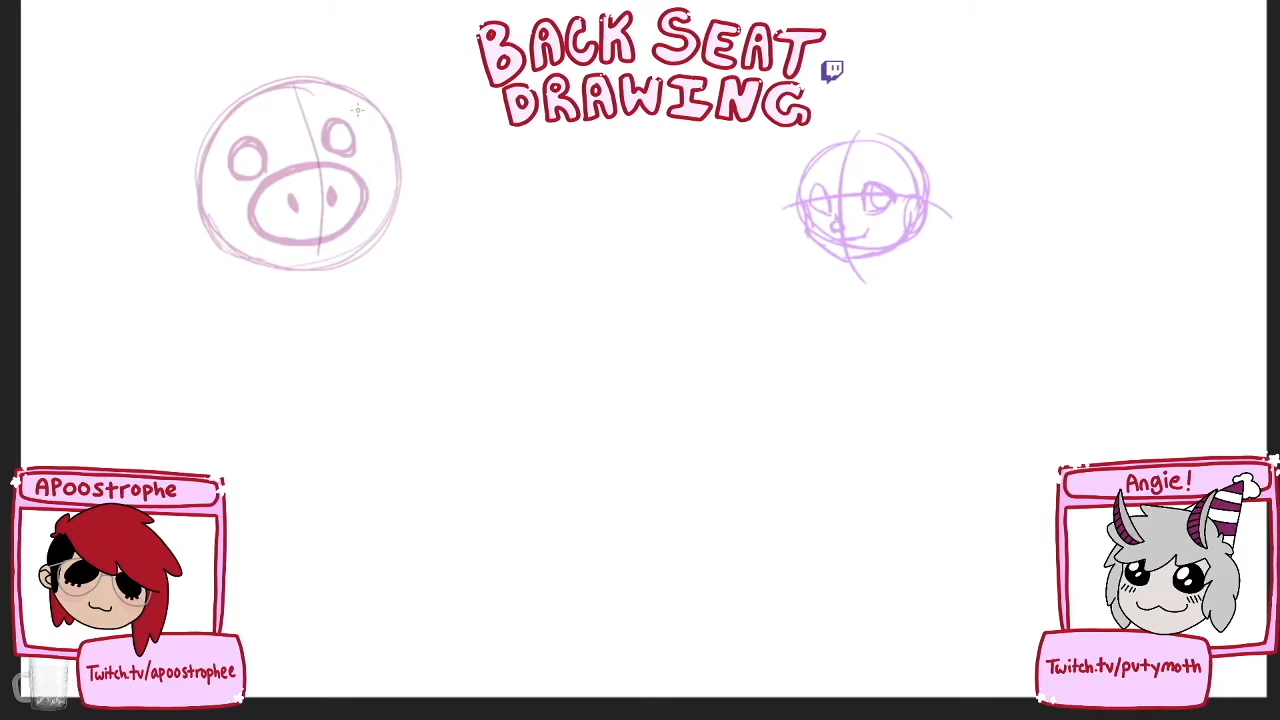 BACK SEAT
DRAWING
APOOstrophe
Twitch.tv/apoostrophee
Angie!
Twitch.tv/putymoth